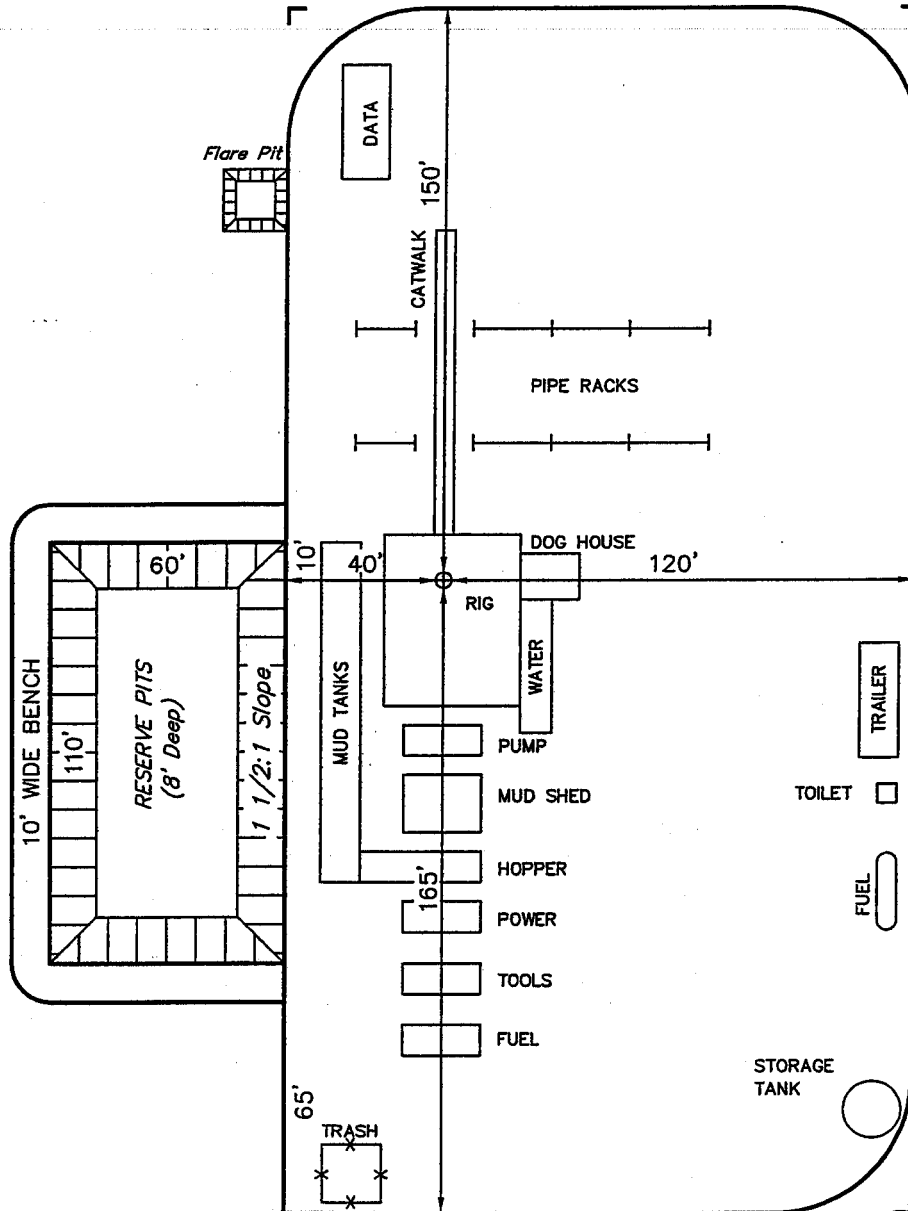 DATA
Flare Pit
150'
CATWALK
PIPE RACKS
DOG HOUSE
60'
10'
40'
120'
RIG
10' WIDE BENCH
110'
RESERVE PITS
(8' Deep)
1 1/2:1 Slope
MUD TANKS
WATER
TRAILER
PUMP
MUD SHED
TOILET
HOPPER
165'
FUEL
POWER
TOOLS
FUEL
STORAGE
TANK
65'
TRASH